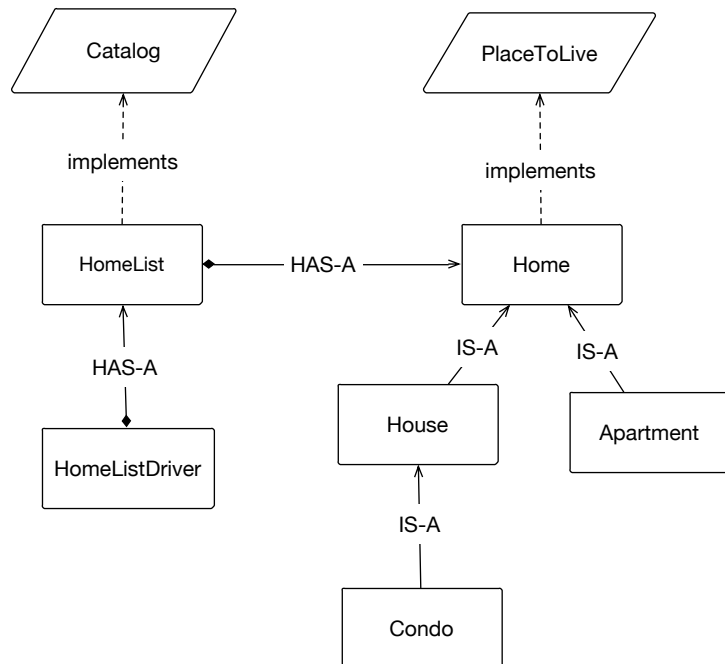 Catalog
PlaceToLive
implements
implements
HomeList
HAS-A
Home
HAS-A
IS-A
IS-A
HomeListDriver
House
Apartment
IS-A
Condo